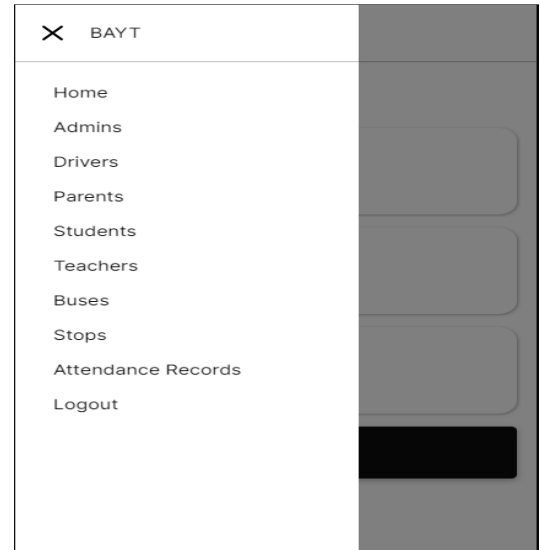 BAYT
Home
Admins
Drivers
Parents
Students
Teachers
Buses
Stops
Attendance Records
Logout